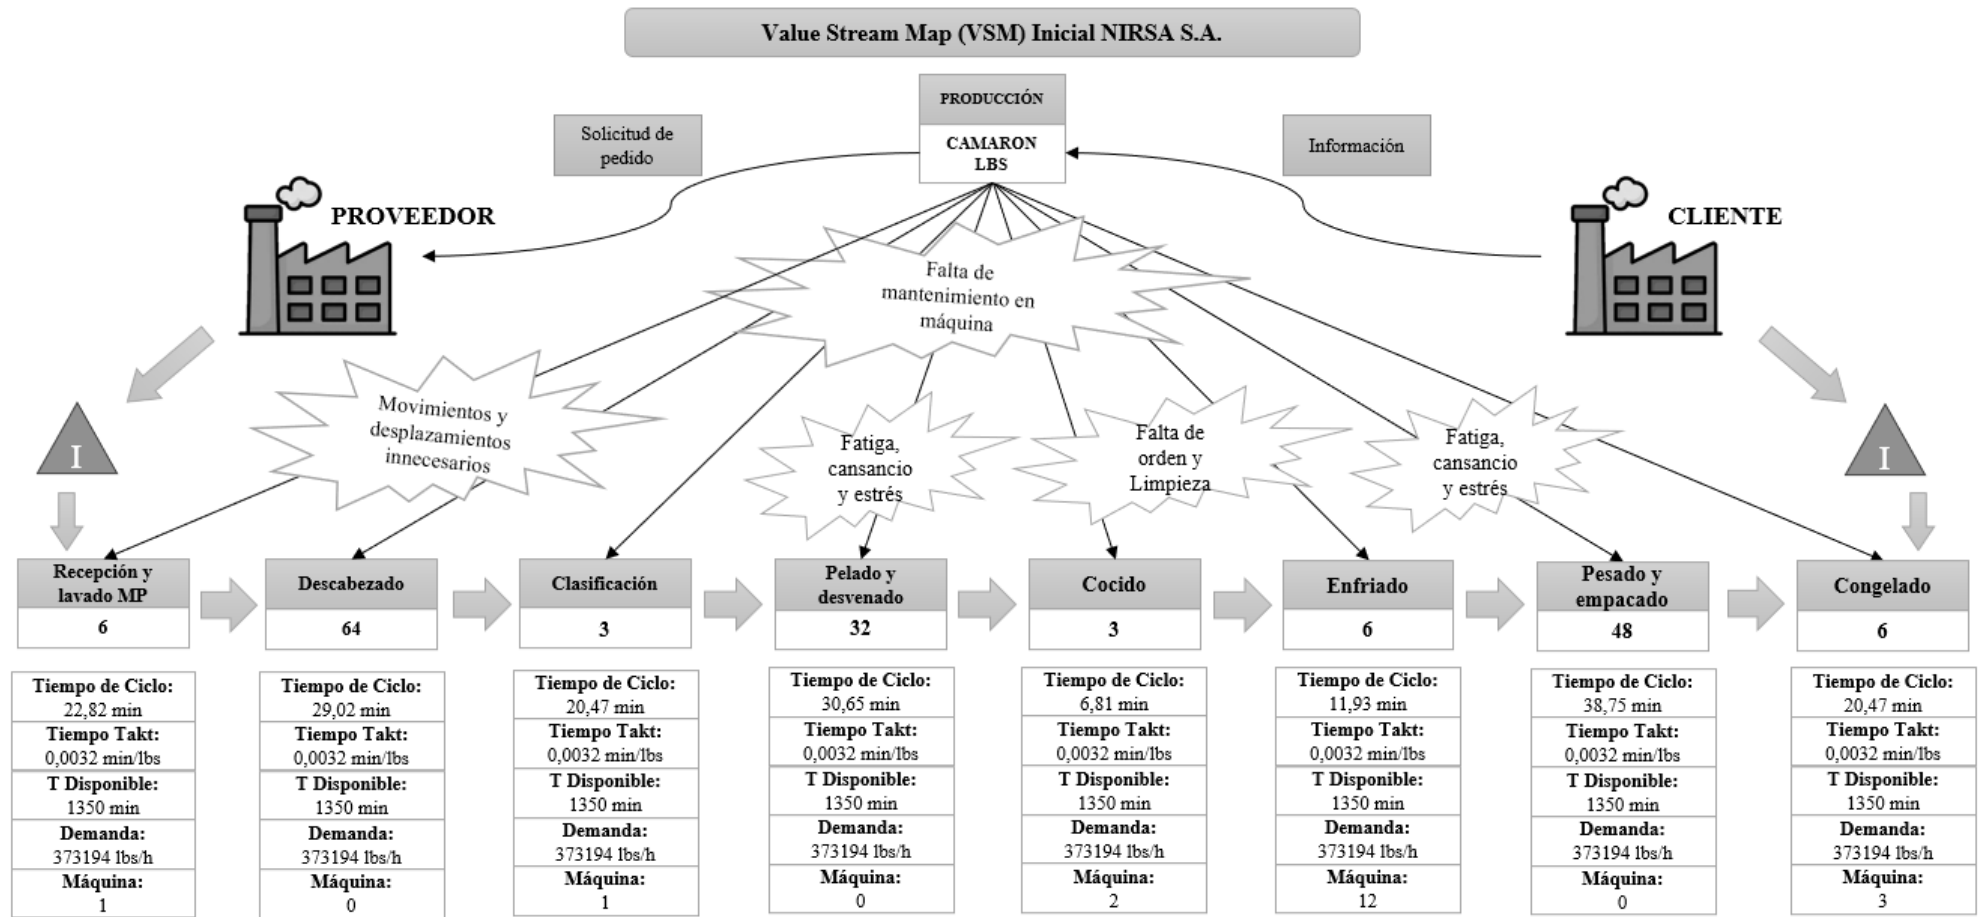 Value Stream Map (VSM) Inicial NIRSA S.A.
PRODUCCIÓN
CAMARON
LBS
Solicitud de
pedido
Información
PROVEEDOR
CLIENTE
Falta de
mantenimiento en
máquina
Movimientos y
desplazamientos
innecesarios
Fatiga,
cansancio
y estrés
Falta de
orden y
Limpieza
Fatiga,
cansancio
y estrés
I
I
Recepción y
lavado MP
6
Descabezado
64
Clasificación
3
Pelado y
desvenado
32
Cocido
3
Enfriado
6
Pesado y
empacado
48
Congelado
6
Tiempo de Ciclo:
22,82 min
Tiempo Takt:
0,0032 min/lbs
T Disponible:
1350 min
Demanda:
373194 lbs/h
Máquina:
1
Tiempo de Ciclo:
29,02 min
Tiempo Takt:
0,0032 min/lbs
T Disponible:
1350 min
Demanda:
373194 lbs/h
Máquina:
0
Tiempo de Ciclo:
20,47 min
Tiempo Takt:
0,0032 min/lbs
T Disponible:
1350 min
Demanda:
373194 lbs/h
Máquina:
1
Tiempo de Ciclo:
30,65 min
Tiempo Takt:
0,0032 min/lbs
T Disponible:
1350 min
Demanda:
373194 lbs/h
Máquina:
0
Tiempo de Ciclo:
6,81 min
Tiempo Takt:
0,0032 min/lbs
T Disponible:
1350 min
Demanda:
373194 lbs/h
Máquina:
2
Tiempo de Ciclo:
11,93 min
Tiempo Takt:
0,0032 min/lbs
T Disponible:
1350 min
Demanda:
373194 lbs/h
Máquina:
12
Tiempo de Ciclo:
38,75 min
Tiempo Takt:
0,0032 min/lbs
T Disponible:
1350 min
Demanda:
373194 lbs/h
Máquina:
0
Tiempo de Ciclo:
20,47 min
Tiempo Takt:
0,0032 min/lbs
T Disponible:
1350 min
Demanda:
373194 lbs/h
Máquina:
3